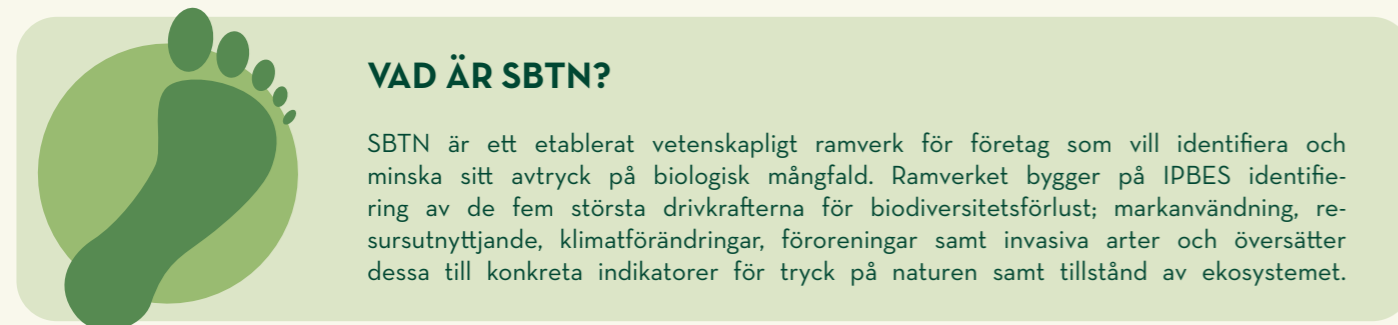 VAD ÄR SBTN?
SBTN är ett etablerat vetenskapligt ramverk för företag som vill identifiera och
minska sitt avtryck på biologisk mångfald. Ramverket bygger på IPBES identifie-
ring av de fem största drivkrafterna för biodiversitetsförlust; markanvändning, re-
sursutnyttjande, klimatförändringar, föroreningar samt invasiva arter och översätter
dessa till konkreta indikatorer för tryck på naturen samt tillstånd av ekosystemet.